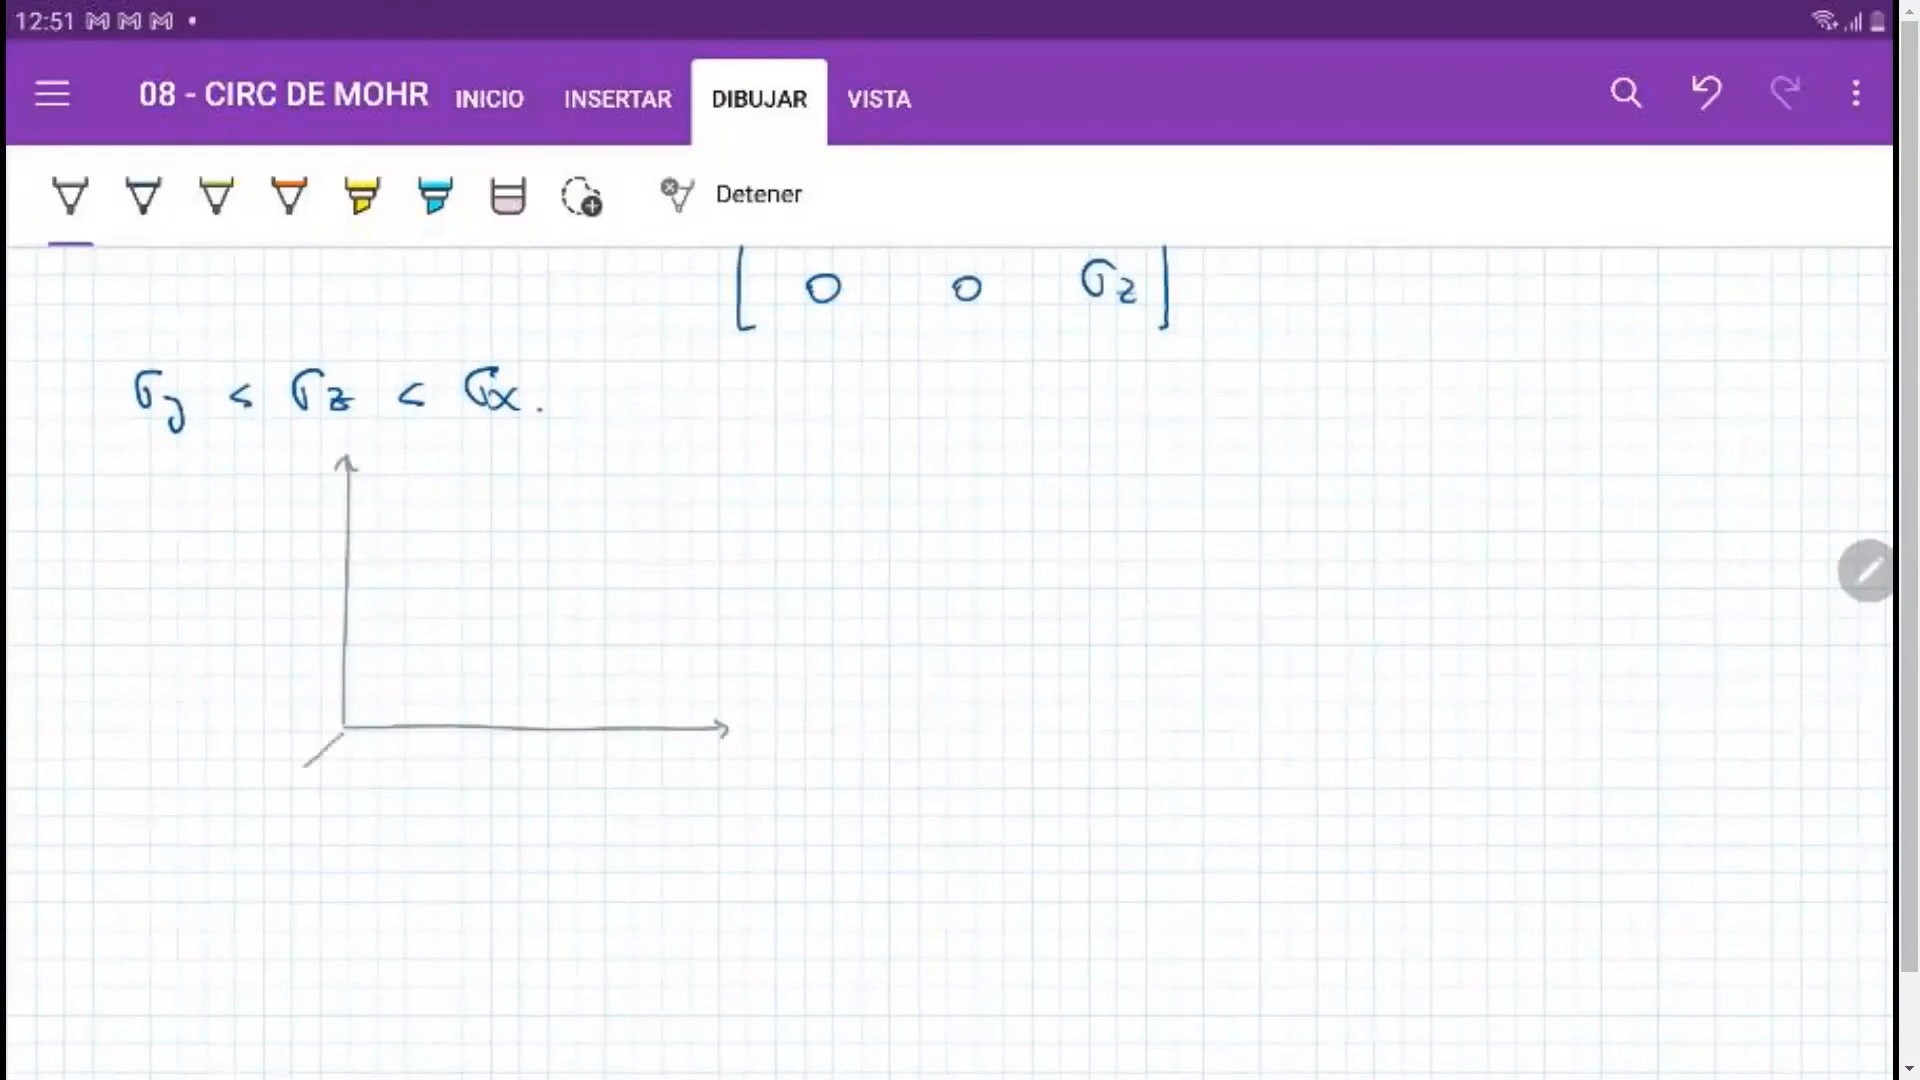 12:51
08 - CIRC DE MOHR INICIO INSERTAR DIBUJAR VISTA
Detener
0 0 σz
σy < σz < σx.